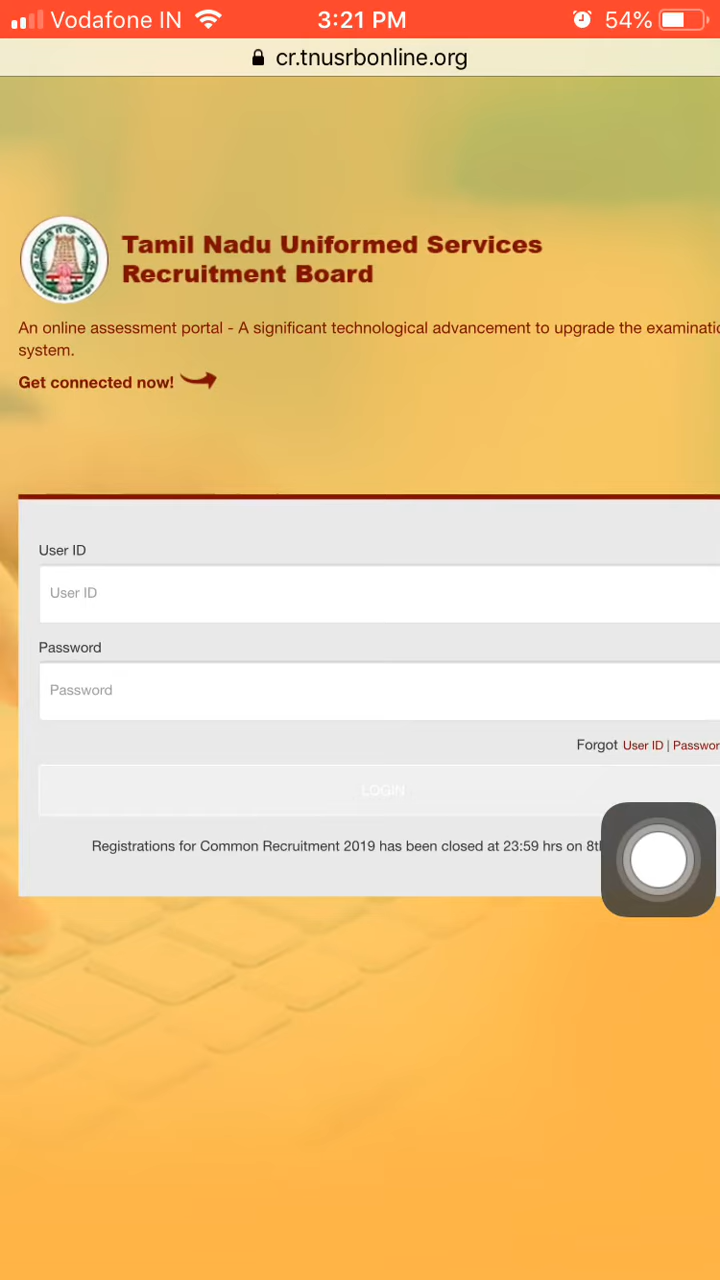 Vodafone IN 3:21 PM 54%
cr.tnusrbonline.org
Tamil Nadu Uniformed Services
Recruitment Board
An online assessment portal - A significant technological advancement to upgrade the examinatio
system.
Get connected now!
User ID
User ID
Password
Password
Forgot User ID | Passwor
LOGIN
Registrations for Common Recruitment 2019 has been closed at 23:59 hrs on 8th